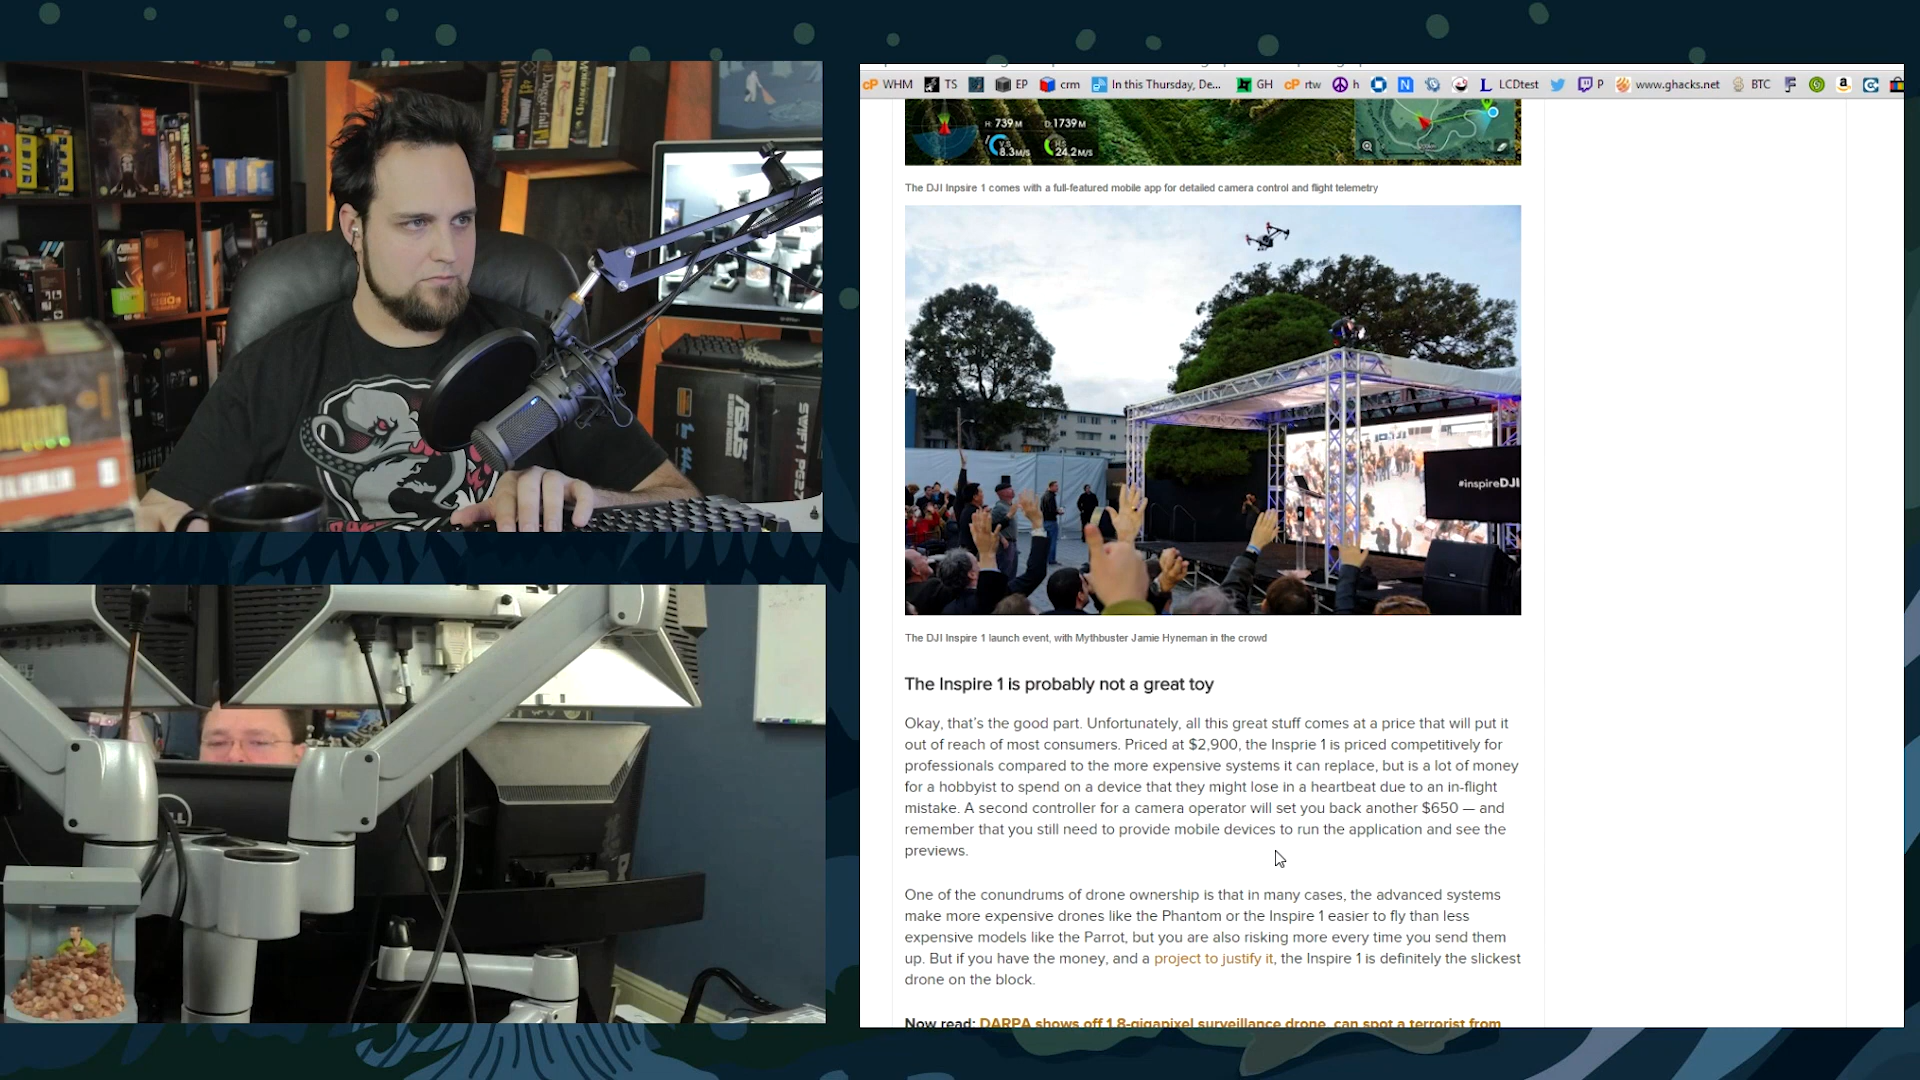 WHM
TS
EP
crm
In this Thursday, De...
GH
rtw
h
LCDtest
P
www.ghacks.net
BTC
H: 739 M D: 1739 M
8.3 M/S 24.2 M/S
The DJI Inpsire 1 comes with a full-featured mobile app for detailed camera control and flight telemetry
#inspireDJI
The DJI Inspire 1 launch event, with Mythbuster Jamie Hyneman in the crowd
The Inspire 1 is probably not a great toy
Okay, that's the good part. Unfortunately, all this great stuff comes at a price that will put it
out of reach of most consumers. Priced at $2,900, the Insprie 1 is priced competitively for
professionals compared to the more expensive systems it can replace, but is a lot of money
for a hobbyist to spend on a device that they might lose in a heartbeat due to an in-flight
mistake. A second controller for a camera operator will set you back another $650 — and
remember that you still need to provide mobile devices to run the application and see the
previews.
One of the conundrums of drone ownership is that in many cases, the advanced systems
make more expensive drones like the Phantom or the Inspire 1 easier to fly than less
expensive models like the Parrot, but you are also risking more every time you send them
up. But if you have the money, and a project to justify it, the Inspire 1 is definitely the slickest
drone on the block.
Now read: DARPA shows off 1.8-gigapixel surveillance drone, can spot a terrorist from
Daggerfall
ASUS
SWIFT PG27
DELL